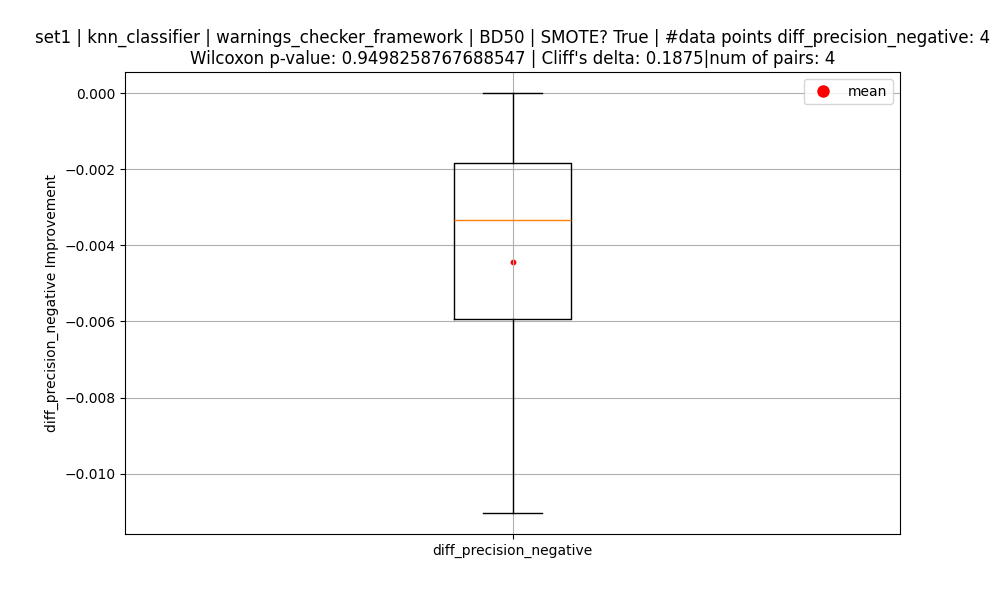 set1 | knn_classifier | warnings_checker_framework | BD50 | SMOTE? True | #data points diff_precision_negative: 4
Wilcoxon p-value: 0.9498258767688547 | Cliff's delta: 0.1875|num of pairs: 4
mean
0.000
−0.002
−0.004
−0.006
−0.008
−0.010
diff_precision_negative Improvement
diff_precision_negative